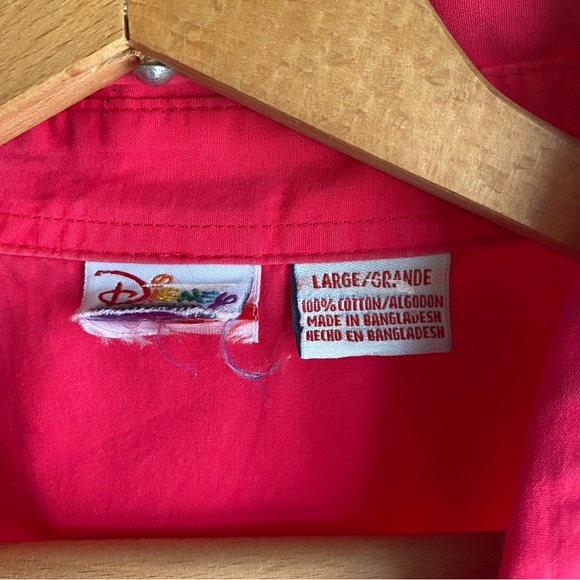 DISNEY
LARGE/GRANDE
100% COTTON/ALGODON
MADE IN BANGLADESH
HECHO EN BANGLADESH